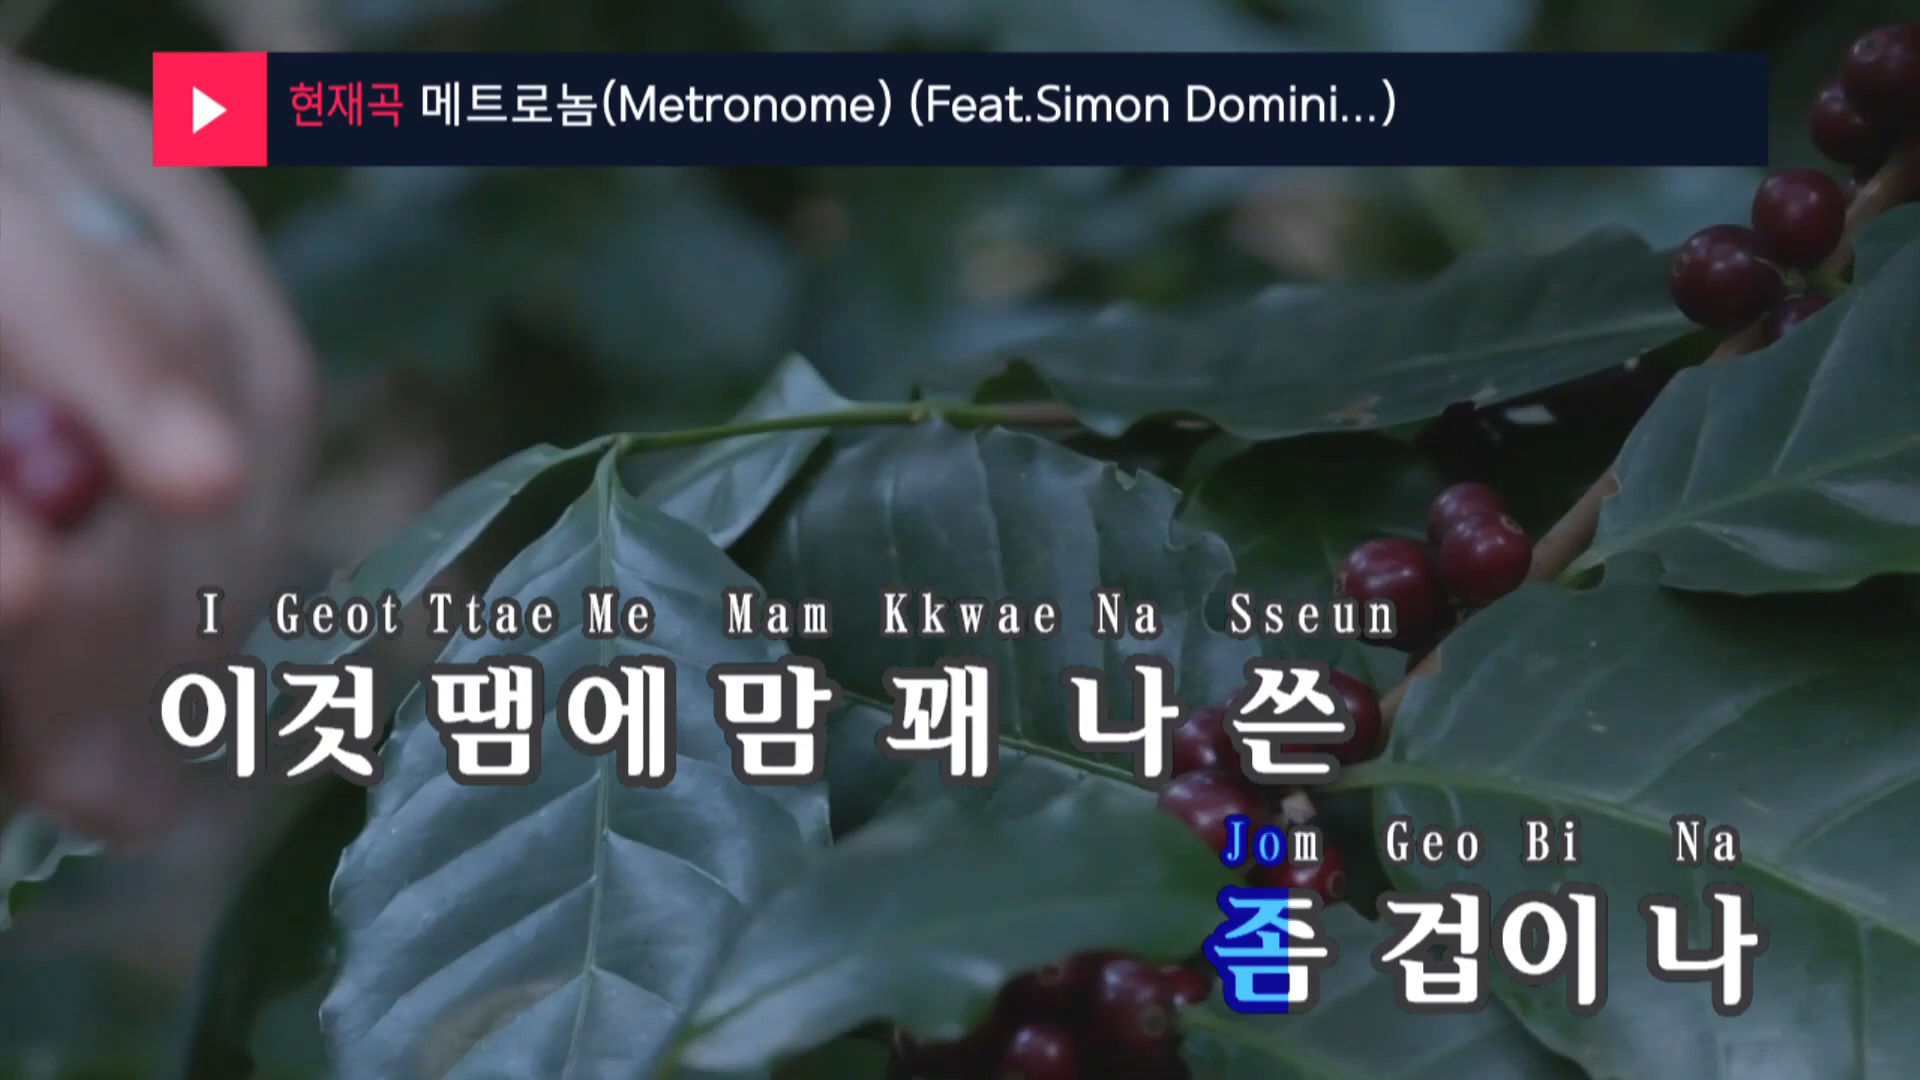 현재곡 메트로놈(Metronome) (Feat.Simon Domini...)
I Geot Ttae Me Mam Kkwae Na Sseun
이것 땜에 맘 꽤 나 쓴
Jom Geo Bi Na
좀 겁이 나